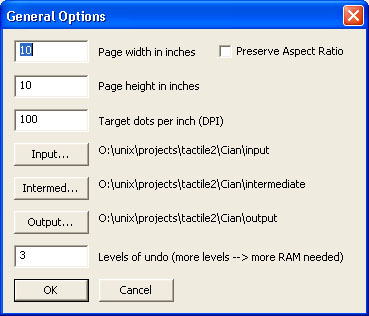 General Options
10 Page width in inches Preserve Aspect Ratio
10 Page height in inches
100 Target dots per inch (DPI)
Input... O:\unix\projects\tactile2\Cian\input
Intermed... O:\unix\projects\tactile2\Cian\intermediate
Output... O:\unix\projects\tactile2\Cian\output
3 Levels of undo (more levels --> more RAM needed)
OK Cancel